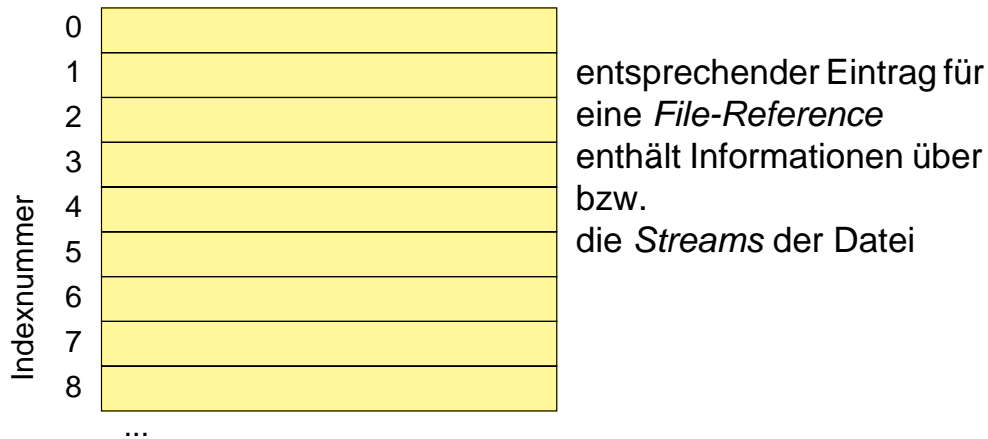 0
1
2
3
4
5
6
7
8
...
Indexnummer
entsprechender Eintrag für
eine File-Reference
enthält Informationen über
bzw.
die Streams der Datei